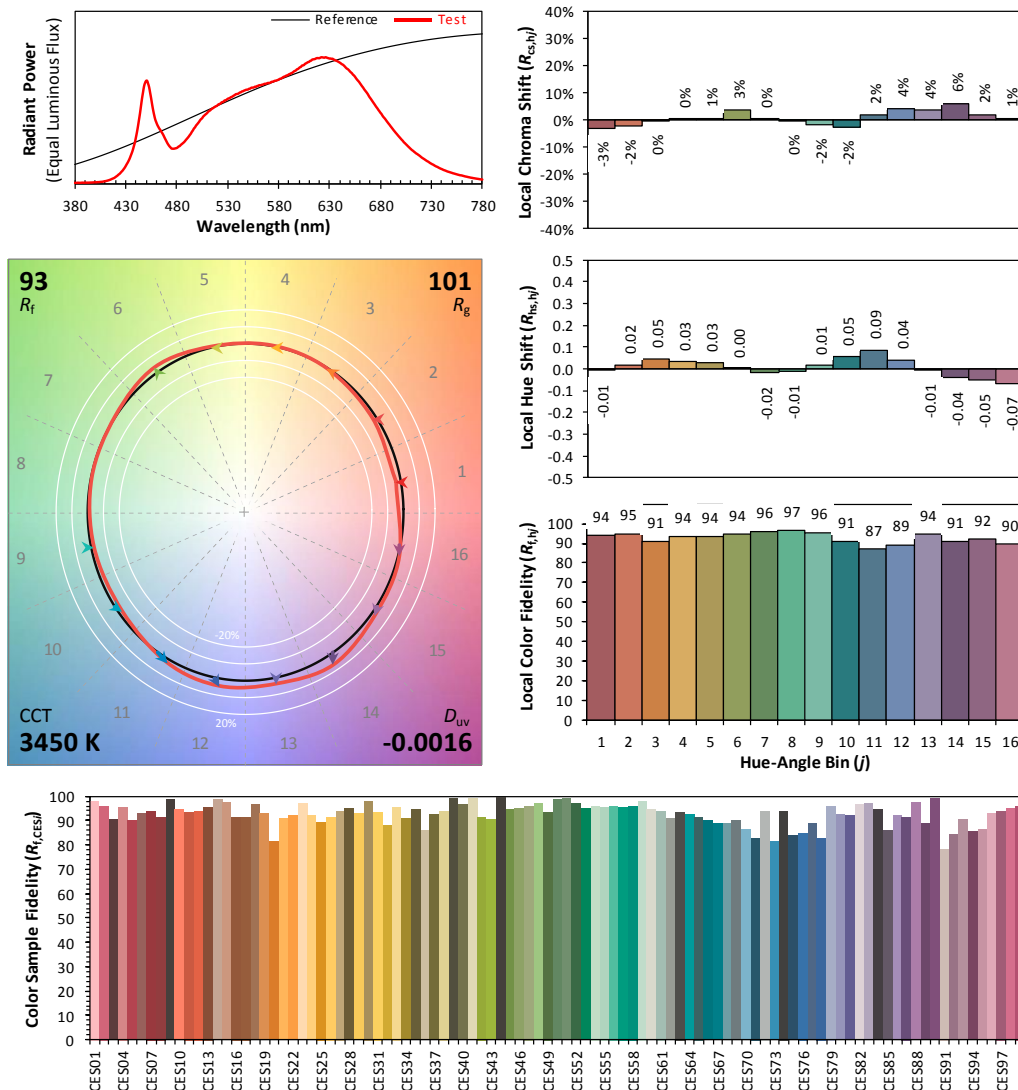 Reference
Test
Radiant Power
(Equal Luminous Flux)
380 430 480 530 580 630 680 730 780
Wavelength (nm)
Local Chroma Shift (Rcs,hj)
40%
30%
20%
10%
0%
-10%
-20%
-30%
-40%
-3% -2% 0% 0% 1% 3% 0% 0% -2% -2% 2% 4% 4% 6% 2% 1%
93
Rf
101
Rg
5 4
6 3
7 2
8 1
9 16
10 15
11 14
12 13
-20%
20%
CCT
3450 K
Duv
-0.0016
Local Hue Shift (Rhs,hj)
0.5
0.4
0.3
0.2
0.1
0.0
-0.1
-0.2
-0.3
-0.4
-0.5
-0.01 0.02 0.05 0.03 0.03 0.00 -0.02 -0.01 0.01 0.05 0.09 0.04 -0.01 -0.04 -0.05 -0.07
Local Color Fidelity (Rf,hj)
100
90
80
70
60
50
40
30
20
10
0
94 95 91 94 94 94 96 97 96 91 87 89 94 91 92 90
1 2 3 4 5 6 7 8 9 10 11 12 13 14 15 16
Hue-Angle Bin (j)
Color Sample Fidelity (Rf,CESi)
100
90
80
70
60
50
40
30
20
10
0
CES01 CES04 CES07 CES10 CES13 CES16 CES19 CES22 CES25 CES28 CES31 CES34 CES37 CES40 CES43 CES46 CES49 CES52 CES55 CES58 CES61 CES64 CES67 CES70 CES73 CES76 CES79 CES82 CES85 CES88 CES91 CES94 CES97